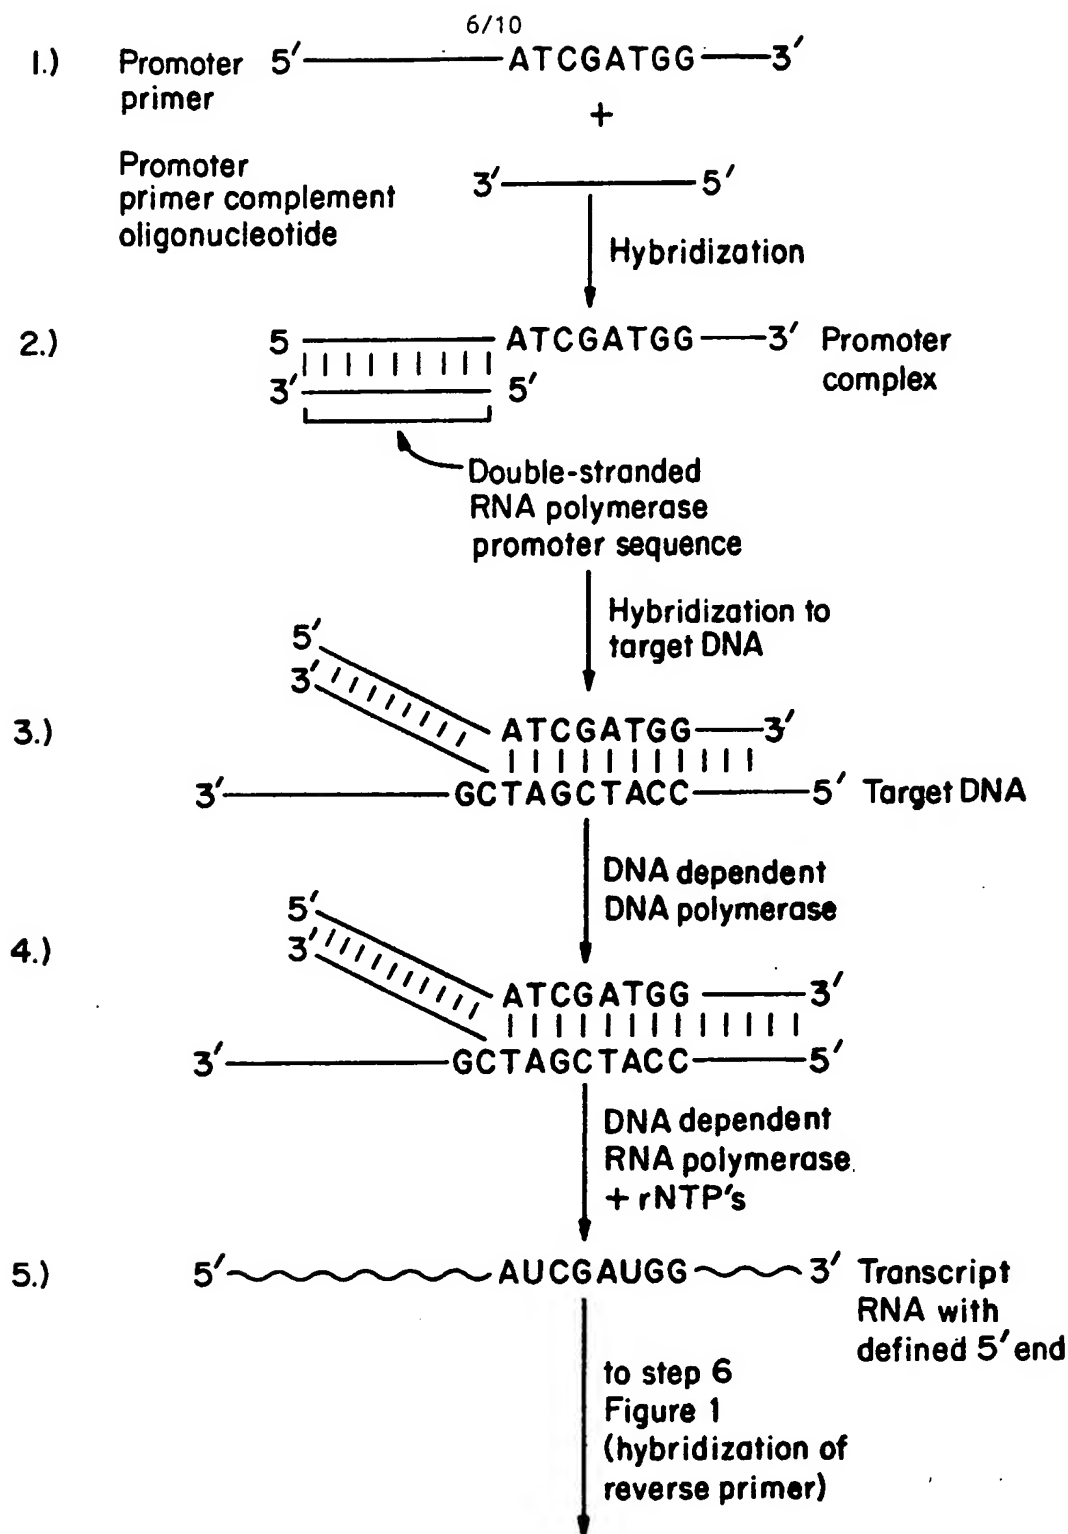 6/10
1.) Promoter primer 5′ ATCGATGG 3′
+
Promoter primer complement oligonucleotide 3′ 5′
Hybridization
2.) 5 ATCGATGG 3′ Promoter complex
3′ 5′
Double-stranded
RNA polymerase
promoter sequence
Hybridization to
target DNA
5′
3′
3.) ATCGATGG 3′
3′ GCTAGCTACC 5′ Target DNA
DNA dependent
DNA polymerase
5′
3′
4.) ATCGATGG 3′
3′ GCTAGCTACC 5′
DNA dependent
RNA polymerase
+ rNTP's
5.) 5′ AUCGAUGG 3′ Transcript
RNA with
defined 5′ end
to step 6
Figure 1
(hybridization of
reverse primer)